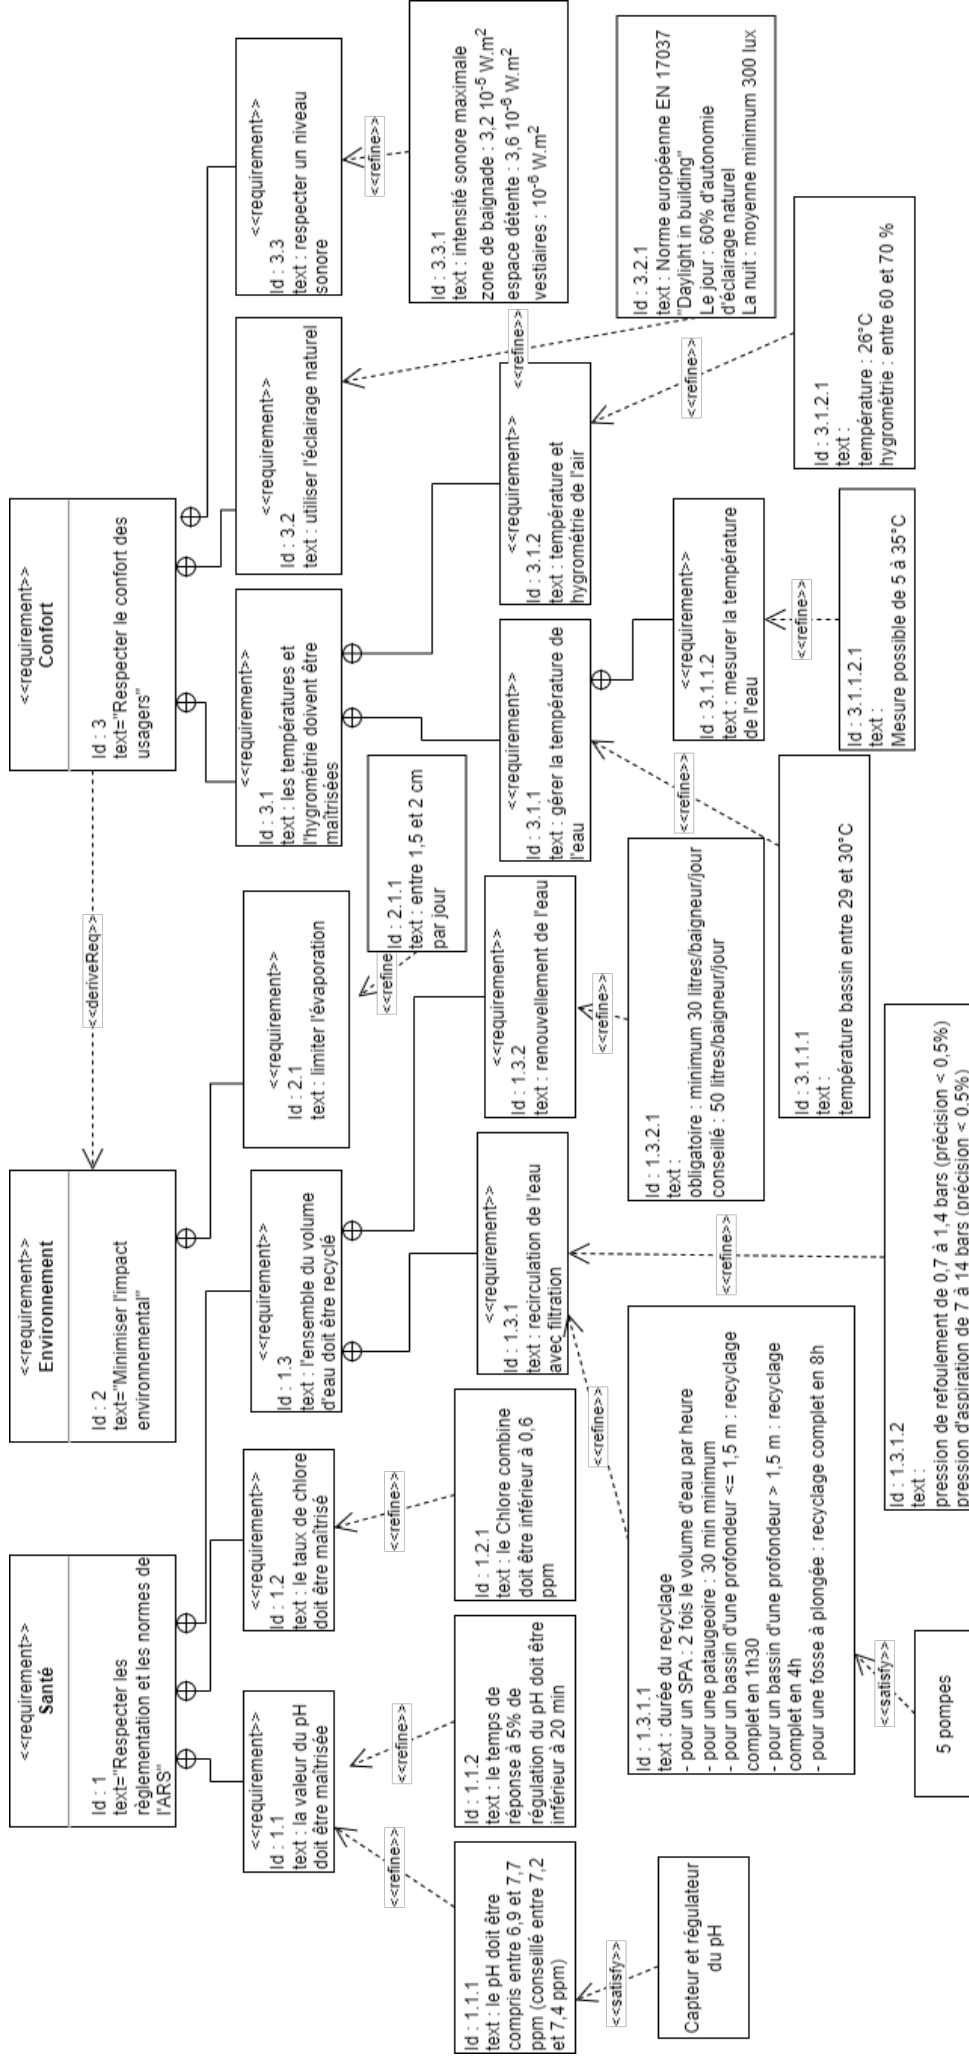 <<requirement>>
Santé
Id : 1
text="Respecter les
règlementation et les normes de
l'ARS"
<<requirement>>
Environnement
Id : 2
text="Minimiser l'impact
environnemental"
<<deriveReq>>
<<requirement>>
Confort
Id : 3
text="Respecter le confort des
usagers"
<<requirement>>
Id : 1.1
text : la valeur du pH
doit être maîtrisée
<<requirement>>
Id : 1.2
text : le taux de chlore
doit être maîtrisé
<<requirement>>
Id : 1.3
text : l'ensemble du volume
d'eau doit être recyclé
<<requirement>>
Id : 2.1
text : limiter l'évaporation
<<requirement>>
Id : 3.1
text : les températures et
l'hygrométrie doivent être
maîtrisées
<<requirement>>
Id : 3.2
text : utiliser l'éclairage naturel
<<requirement>>
Id : 3.3
text : respecter un niveau
sonore
<<refine>>
<<refine>>
<<refine>>
<<refine
<<refine>>
<<refine>>
Id : 2.1.1
text : entre 1,5 et 2 cm
par jour
Id : 3.3.1
text : intensité sonore maximale
zone de baignade : 3,2 10-5 W.m2
espace détente : 3,6 10-6 W.m2
vestiaires : 10-6 W.m2
Id : 1.1.1
text : le pH doit être
compris entre 6,9 et 7,7
ppm (conseillé entre 7,2
et 7,4 ppm)
Id : 1.1.2
text : le temps de
réponse à 5% de
régulation du pH doit être
inférieur à 20 min
Id : 1.2.1
text : le Chlore combine
doit être inférieur à 0,6
ppm
<<requirement>>
Id : 1.3.1
text : recirculation de l'eau
avec filtration
<<requirement>>
Id : 1.3.2
text : renouvellement de l'eau
<<requirement>>
Id : 3.1.1
text : gérer la température de
l'eau
<<requirement>>
Id : 3.1.2
text : température et
hygrométrie de l'air
<<satisfy>>
<<refine>>
<<refine>>
<<refine>>
<<refine>>
<<refine>>
Capteur et régulateur
du pH
Id : 1.3.1.1
text : durée du recyclage
- pour un SPA : 2 fois le volume d'eau par heure
- pour une pataugeoire : 30 min minimum
- pour un bassin d'une profondeur <= 1,5 m : recyclage
complet en 1h30
- pour un bassin d'une profondeur > 1,5 m : recyclage
complet en 4h
- pour une fosse à plongée : recyclage complet en 8h
Id : 1.3.2.1
text :
obligatoire : minimum 30 litres/baigneur/jour
conseillé : 50 litres/baigneur/jour
<<requirement>>
Id : 3.1.1.2
text : mesurer la température
de l'eau
Id : 3.2.1
text : Norme européenne EN 17037
"Daylight in building"
Le jour : 60% d'autonomie
d'éclairage naturel
La nuit : moyenne minimum 300 lux
Id : 3.1.1.1
text :
température bassin entre 29 et 30°C
<<refine>>
Id : 3.1.1.2.1
text :
Mesure possible de 5 à 35°C
Id : 3.1.2.1
text :
température : 26°C
hygrométrie : entre 60 et 70 %
<<satisfy>>
5 pompes
Id : 1.3.1.2
text :
pression de refoulement de 0,7 à 1,4 bars (précision < 0,5%)
pression d'aspiration de 7 à 14 bars (précision < 0.5%)